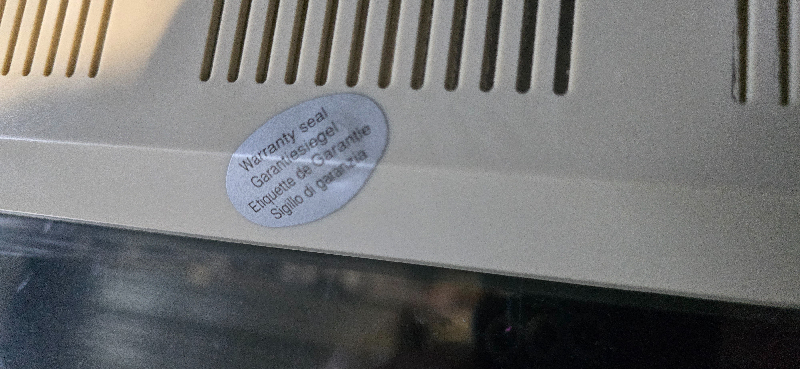 Warranty seal
Garantiesiegel
Etiquette de Garantie
Sigillo di garanzia